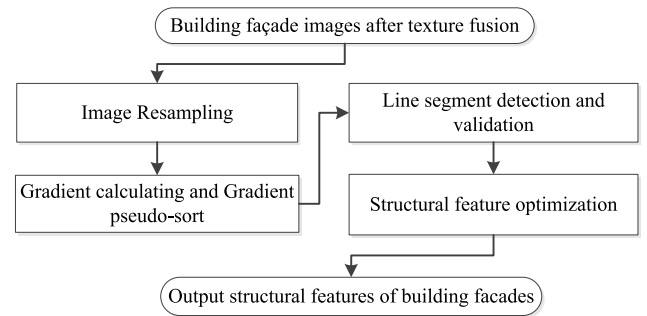 Building façade images after texture fusion
Image Resampling
Gradient calculating and Gradient
pseudo-sort
Line segment detection and
validation
Structural feature optimization
Output structural features of building facades